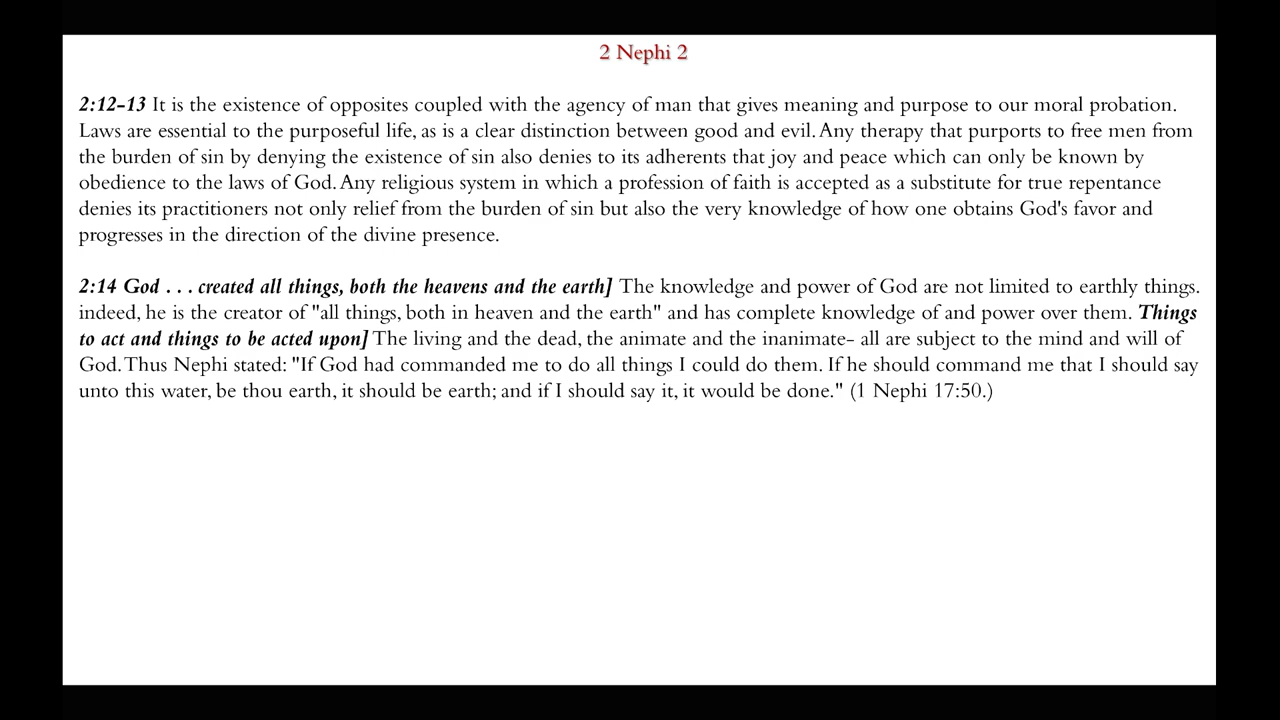 2 Nephi 2
2:12-13 It is the existence of opposites coupled with the agency of man that gives meaning and purpose to our moral probation.
Laws are essential to the purposeful life, as is a clear distinction between good and evil. Any therapy that purports to free men from
the burden of sin by denying the existence of sin also denies to its adherents that joy and peace which can only be known by
obedience to the laws of God. Any religious system in which a profession of faith is accepted as a substitute for true repentance
denies its practitioners not only relief from the burden of sin but also the very knowledge of how one obtains God's favor and
progresses in the direction of the divine presence.
2:14 God . . . created all things, both the heavens and the earth] The knowledge and power of God are not limited to earthly things.
indeed, he is the creator of "all things, both in heaven and the earth" and has complete knowledge of and power over them. Things
to act and things to be acted upon] The living and the dead, the animate and the inanimate- all are subject to the mind and will of
God. Thus Nephi stated: "If God had commanded me to do all things I could do them. If he should command me that I should say
unto this water, be thou earth, it should be earth; and if I should say it, it would be done." (1 Nephi 17:50.)